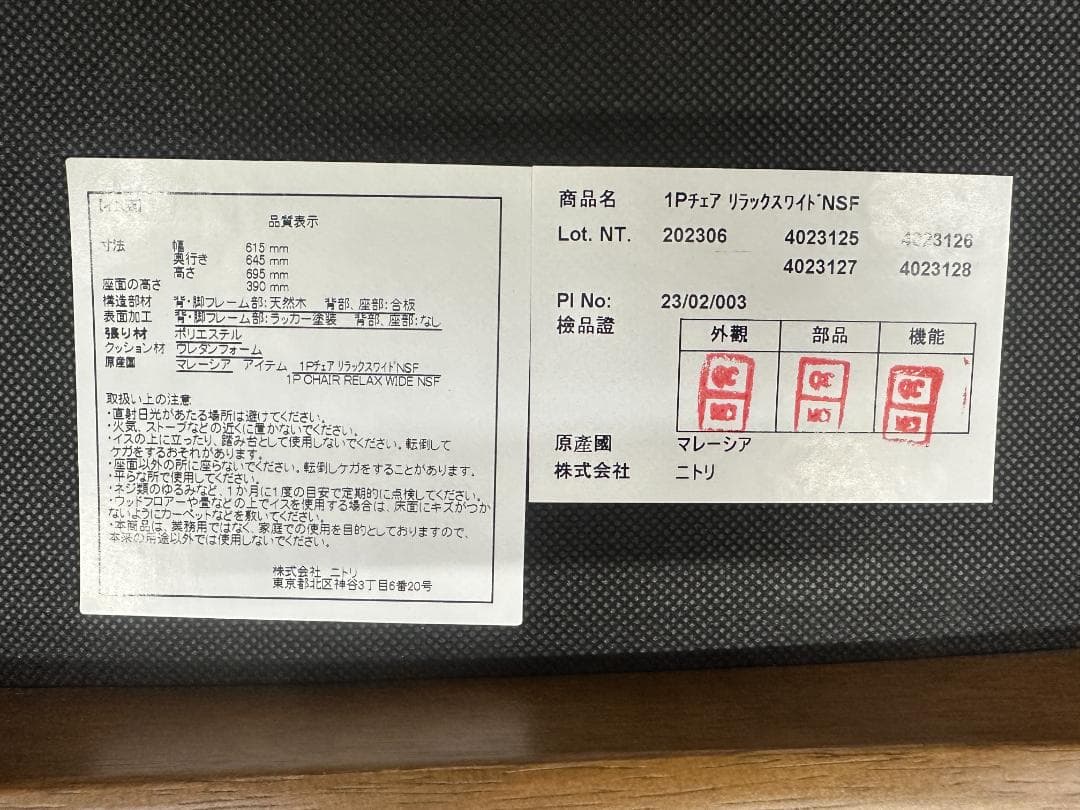 品質表示
寸法 幅 615 mm
奥行き 645 mm
高さ 695 mm
座面の高さ 390 mm
構造部材 背・脚フレーム部:天然木 背部、座部:合板
表面加工 背・脚フレーム部:ラッカー塗装 背部、座部:なし
張り材 ポリエステル
クッション材 ウレタンフォーム
原産國 マレーシア アイテム 1Pチェア リラックスワイドNSF
1P CHAIR RELAX WIDE NSF
取扱い上の注意
・直射日光があたる場所は避けてください。
・火気、ストーブなどの近くに置かないでください。
・イスの上に立ったり、踏み台として使用しないでください。転倒して
ケガをするおそれがあります。
・座面以外の所に座らないでください。転倒しケガをすることがあります。
・平らな所で使用してください。
・ネジ類のゆるみなど、1か月に1度の目安で定期的に点検してください。
・ウッドフロアーや畳などの上でイスを使用する場合は、床面にキズがつか
ないようにカーペットなどを敷いてください。
・本商品は、業務用ではなく、家庭での使用を目的としておりますので、
本来の用途以外では使用しないでください。
株式会社 ニトリ
東京都北区神谷3丁目6番20号
商品名 1Pチェア リラックスワイドNSF
Lot. NT. 202306 4023125 4023126
4023127 4023128
PI No: 23/02/003
檢品證
外觀 部品 機能
原產國 マレーシア
株式會社 ニトリ